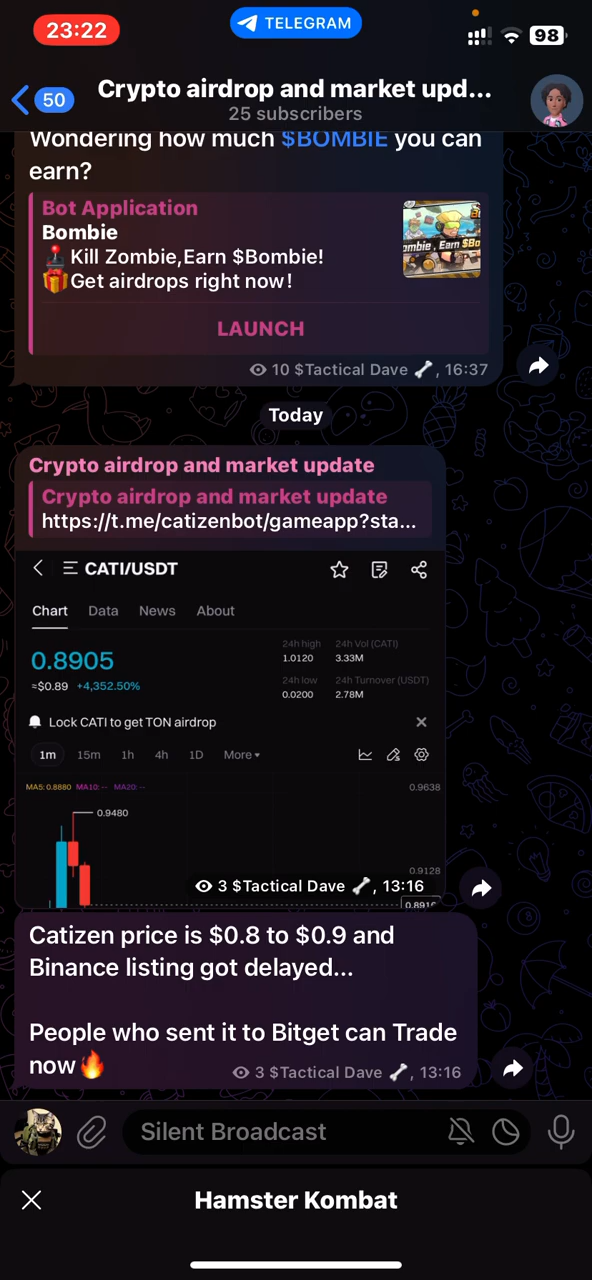 23:22
TELEGRAM
98
50
Crypto airdrop and market upd...
25 subscribers
Wondering how much $BOMBIE you can
earn?
Bot Application
Bombie
🕹️Kill Zombie,Earn $Bombie!
🎁Get airdrops right now!
LAUNCH
10 $Tactical Dave 🦴, 16:37
Today
Crypto airdrop and market update
Crypto airdrop and market update
https://t.me/catizenbot/gameapp?sta...
CATI/USDT
Chart Data News About
0.8905
≈$0.89 +4,352.50%
24h high 24h Vol (CATI)
1.0120 3.33M
24h low 24h Turnover (USDT)
0.0200 2.78M
Lock CATI to get TON airdrop
1m 15m 1h 4h 1D More
MA5: 0.8880 MA10: -- MA20: --
0.9638
0.9480
0.9128
3 $Tactical Dave 🦴, 13:16
Catizen price is $0.8 to $0.9 and
Binance listing got delayed...
People who sent it to Bitget can Trade
now🔥
3 $Tactical Dave 🦴, 13:16
Silent Broadcast
Hamster Kombat